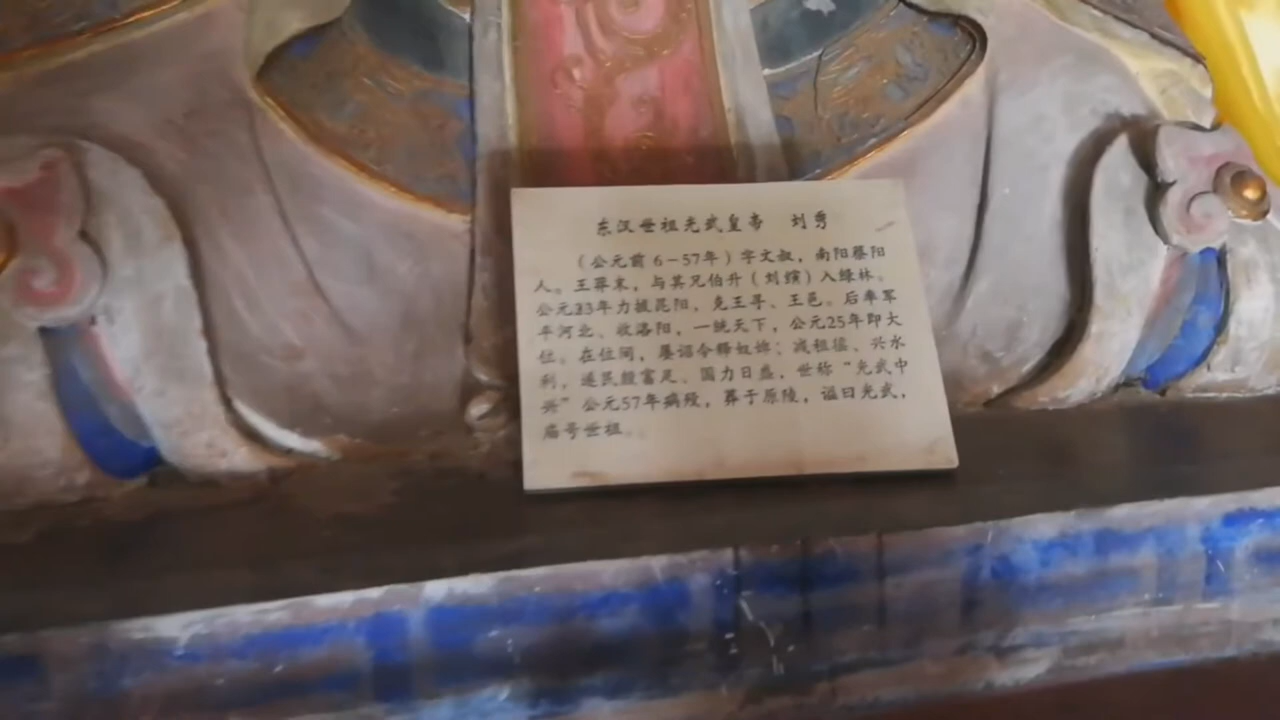 东汉世祖光武皇帝 刘秀
(公元前6-57年)字文叔,南阳蔡阳
人。王莽末,与其兄伯升(刘縯)入绿林。
公元23年力披昆阳,克王寻、王邑。后率军
平河北、收洛阳,一统天下,公元25年即大
位。在位间,屡诏令释奴婢;减租徭、兴水
利,遂民殷富足、国力日盛,世称“光武中
兴”公元57年病殁,葬于原陵,谥曰光武,
庙号世祖。